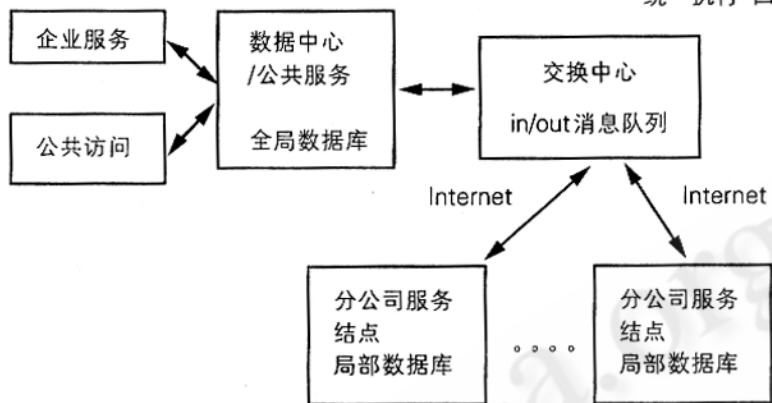 企业服务
公共访问
数据中心
/公共服务
全局数据库
交换中心
in/out消息队列
Internet
Internet
分公司服务
结点
局部数据库
。。。。
分公司服务
结点
局部数据库